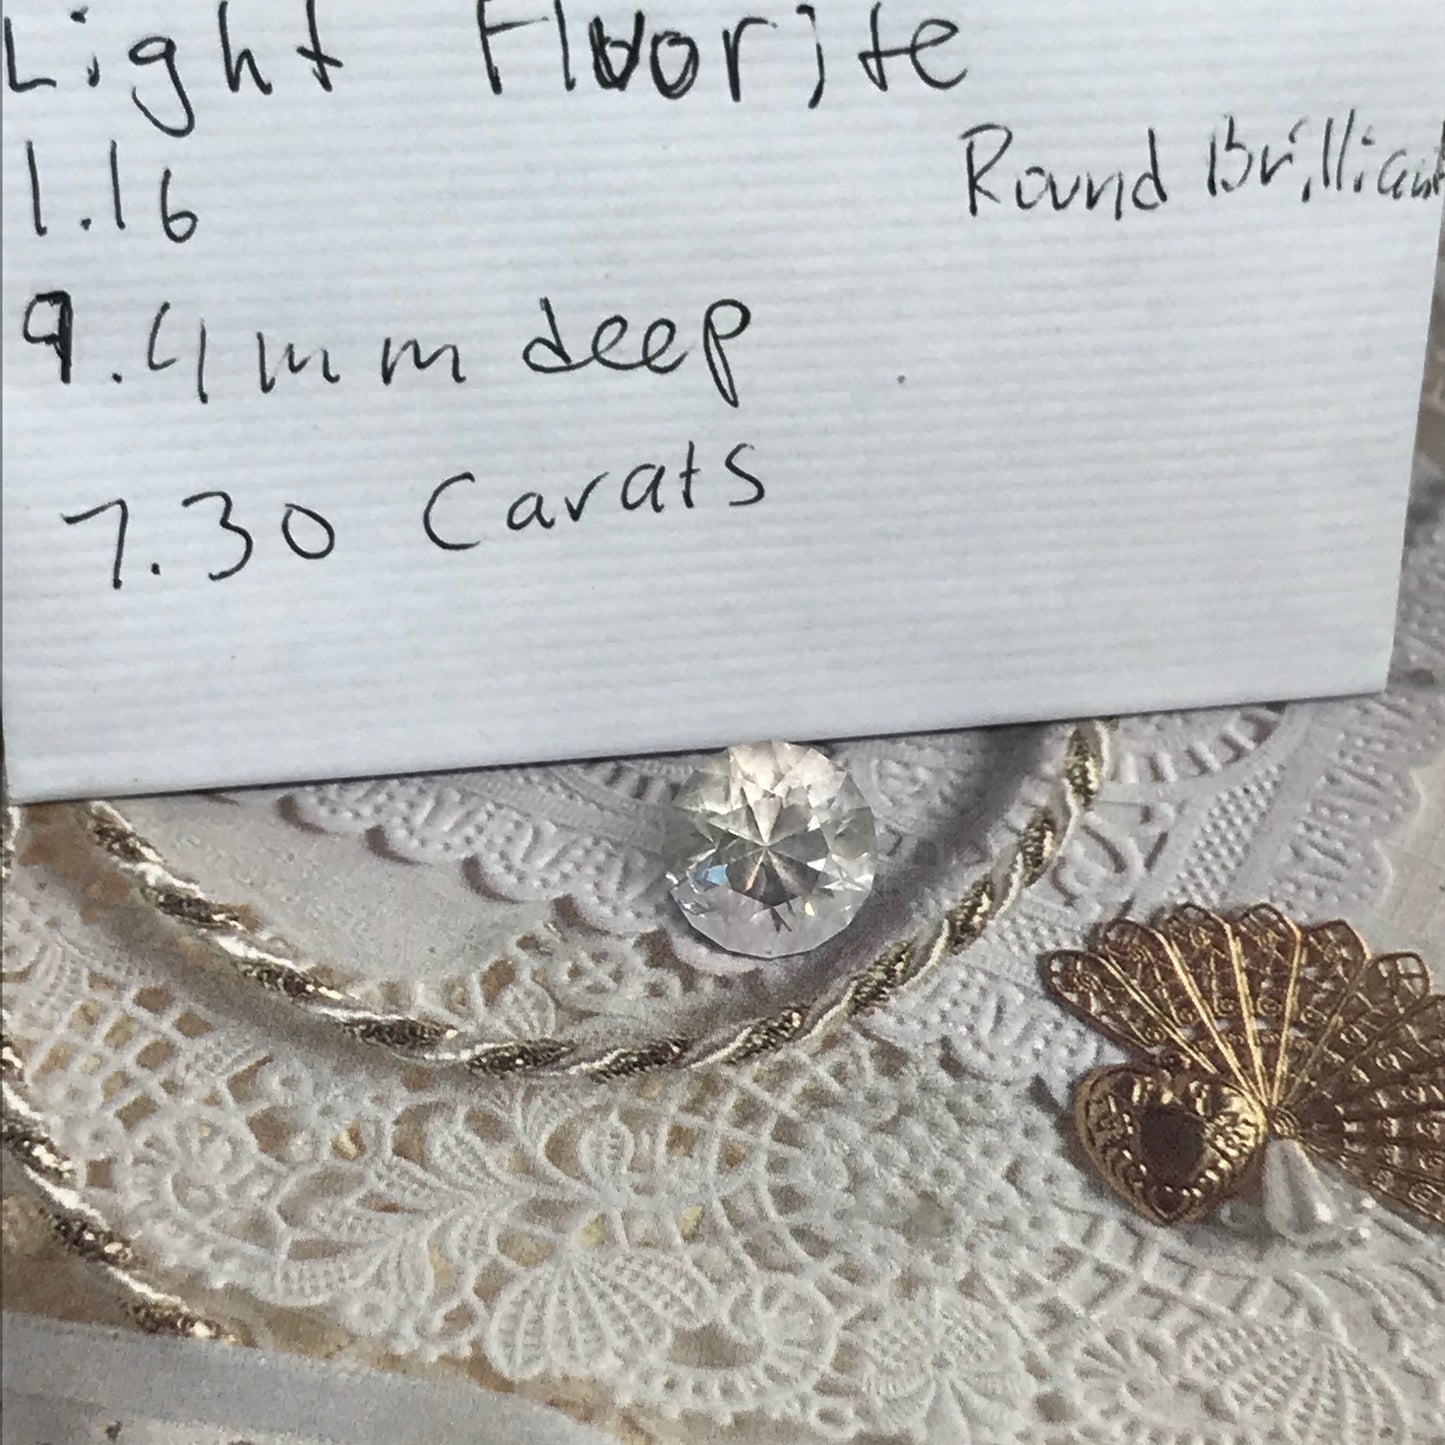 Light Fluorite
1.16
Round Brilliant
9.4mm deep
7.30 Carats